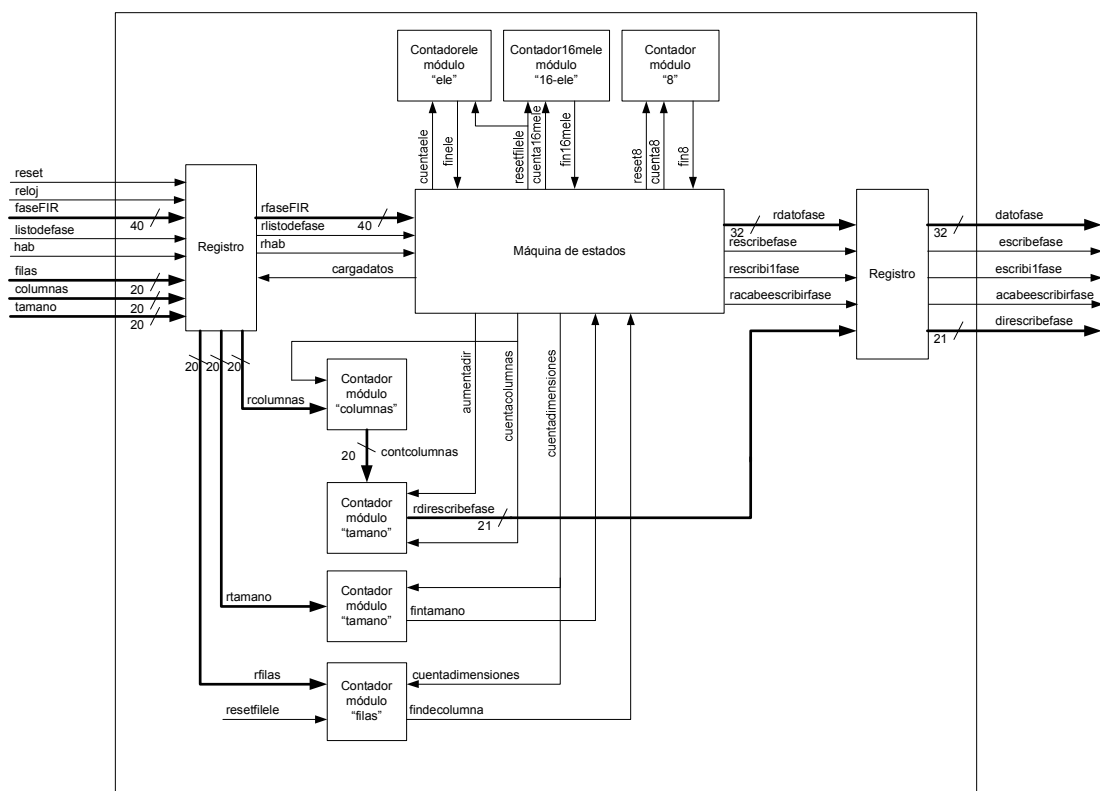 Contadorele
módulo
“ele”
Contador16mele
módulo
“16-ele”
Contador
módulo
“8”
cuentaele
finele
resetfilele
cuenta16mele
fin16mele
reset8
cuenta8
fin8
reset
reloj
faseFIR
40
listodefase
hab
filas
columnas
20
tamano
20
20
Registro
rfaseFIR
rlistodefase
40
rhab
cargadatos
Máquina de estados
rdatofase
32
rescribefase
rescribi1fase
racabeescribirfase
Registro
datofase
32
escribefase
escribi1fase
acabeescribirfase
direscribefase
21
20
20
20
rcolumnas
Contador
módulo
“columnas”
aumentadir
cuentacolumnas
cuentadimensiones
20
contcolumnas
Contador
módulo
“tamano”
rdirescribefase
21
rtamano
Contador
módulo
“tamano”
fintamano
rfilas
Contador
módulo
“filas”
cuentadimensiones
resetfilele
findecolumna